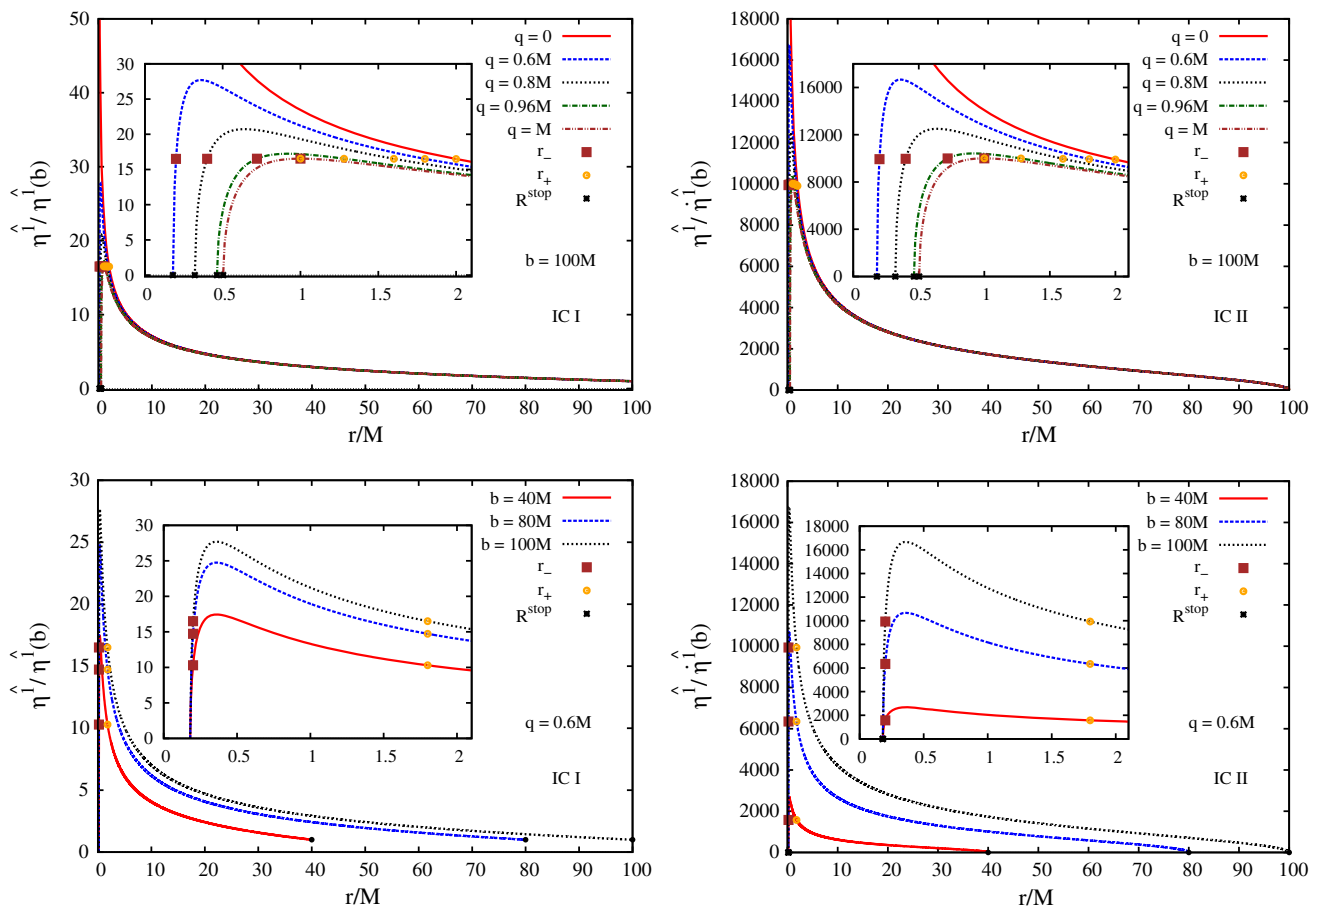 η^1̂ / η^1̂(b)
50
40
30
20
10
0
0 10 20 30 40 50 60 70 80 90 100
r/M
q = 0
q = 0.6M
q = 0.8M
q = 0.96M
q = M
r_-
r_+
R^stop
b = 100M
IC I
30
25
20
15
10
5
0
0 0.5 1 1.5 2
η^1̂ / η̇^1̂(b)
18000
16000
14000
12000
10000
8000
6000
4000
2000
0
0 10 20 30 40 50 60 70 80 90 100
r/M
q = 0
q = 0.6M
q = 0.8M
q = 0.96M
q = M
r_-
r_+
R^stop
b = 100M
IC II
16000
12000
8000
4000
0
0 0.5 1 1.5 2
η^1̂ / η^1̂(b)
30
25
20
15
10
5
0
0 10 20 30 40 50 60 70 80 90 100
r/M
b = 40M
b = 80M
b = 100M
r_-
r_+
R^stop
q = 0.6M
IC I
30
25
20
15
10
5
0
0 0.5 1 1.5 2
η^1̂ / η̇^1̂(b)
18000
16000
14000
12000
10000
8000
6000
4000
2000
0
0 10 20 30 40 50 60 70 80 90 100
r/M
b = 40M
b = 80M
b = 100M
r_-
r_+
R^stop
q = 0.6M
IC II
18000
16000
14000
12000
10000
8000
6000
4000
2000
0
0 0.5 1 1.5 2